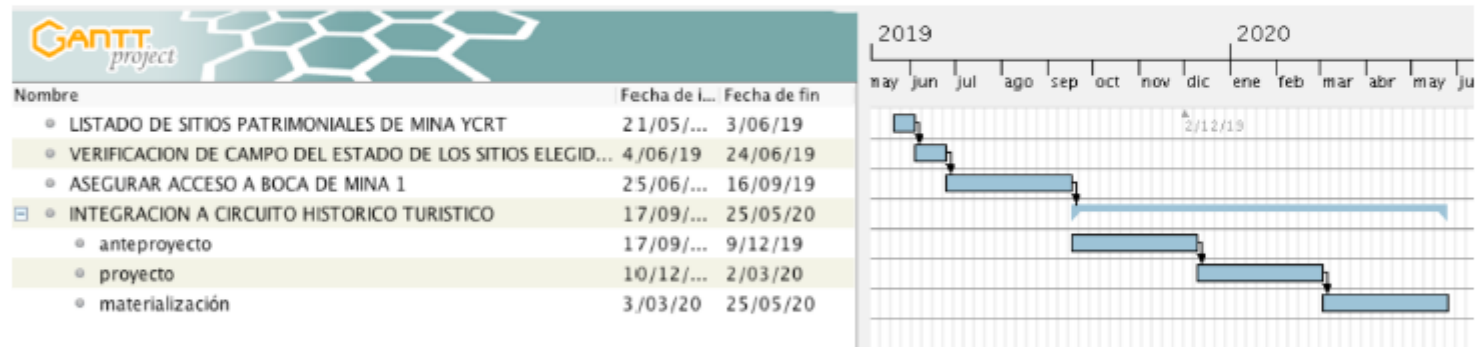 GANTT
project
2019 2020
may jun jul ago sep oct nov dic ene feb mar abr may ju
Nombre Fecha de i... Fecha de fin
LISTADO DE SITIOS PATRIMONIALES DE MINA YCRT 21/05/... 3/06/19
2/12/19
VERIFICACION DE CAMPO DEL ESTADO DE LOS SITIOS ELEGID... 4/06/19 24/06/19
ASEGURAR ACCESO A BOCA DE MINA 1 25/06/... 16/09/19
INTEGRACION A CIRCUITO HISTORICO TURISTICO 17/09/... 25/05/20
anteproyecto 17/09/... 9/12/19
proyecto 10/12/... 2/03/20
materialización 3/03/20 25/05/20